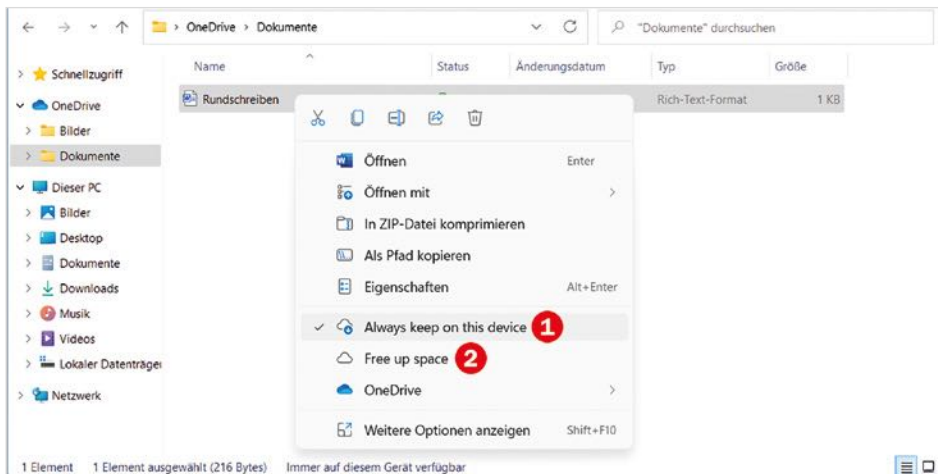 OneDrive > Dokumente "Dokumente" durchsuchen
Schnellzugriff
OneDrive
Bilder
Dokumente
Dieser PC
Bilder
Desktop
Dokumente
Downloads
Musik
Videos
Lokaler Datenträger
Netzwerk
Name Status Änderungsdatum Typ Größe
Rundschreiben Rich-Text-Format 1 KB
Öffnen Enter
Öffnen mit
In ZIP-Datei komprimieren
Als Pfad kopieren
Eigenschaften Alt+Enter
Always keep on this device 1
Free up space 2
OneDrive
Weitere Optionen anzeigen Shift+F10
1 Element 1 Element ausgewählt (216 Bytes) Immer auf diesem Gerät verfügbar